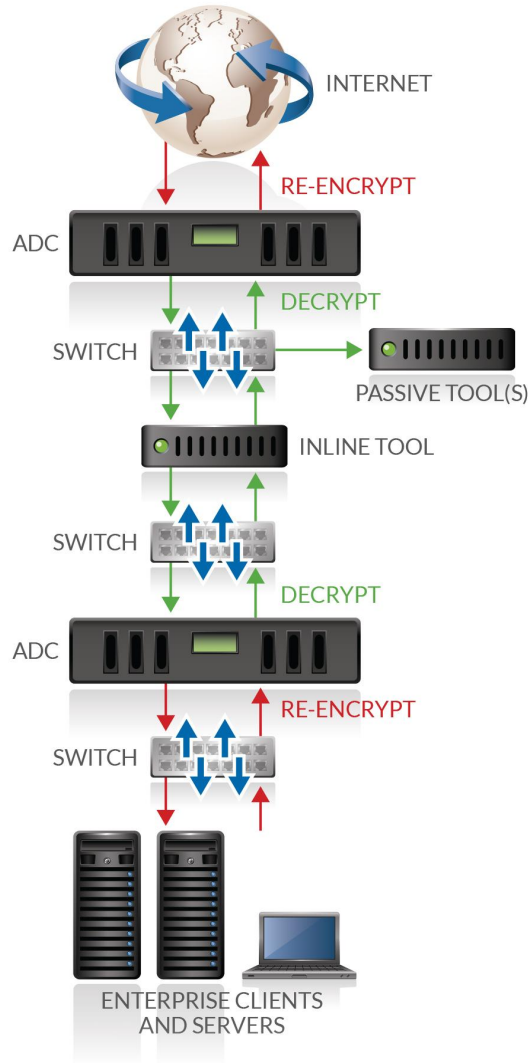 INTERNET
RE-ENCRYPT
ADC
DECRYPT
SWITCH
PASSIVE TOOL(S)
INLINE TOOL
SWITCH
DECRYPT
ADC
RE-ENCRYPT
SWITCH
ENTERPRISE CLIENTS
AND SERVERS